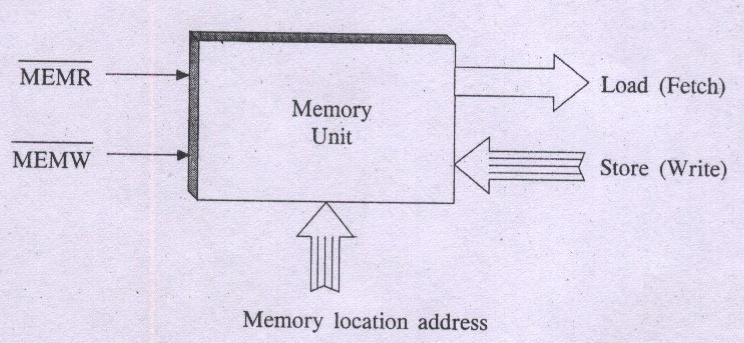 MEMR
MEMW
Memory
Unit
Load (Fetch)
Store (Write)
Memory location address